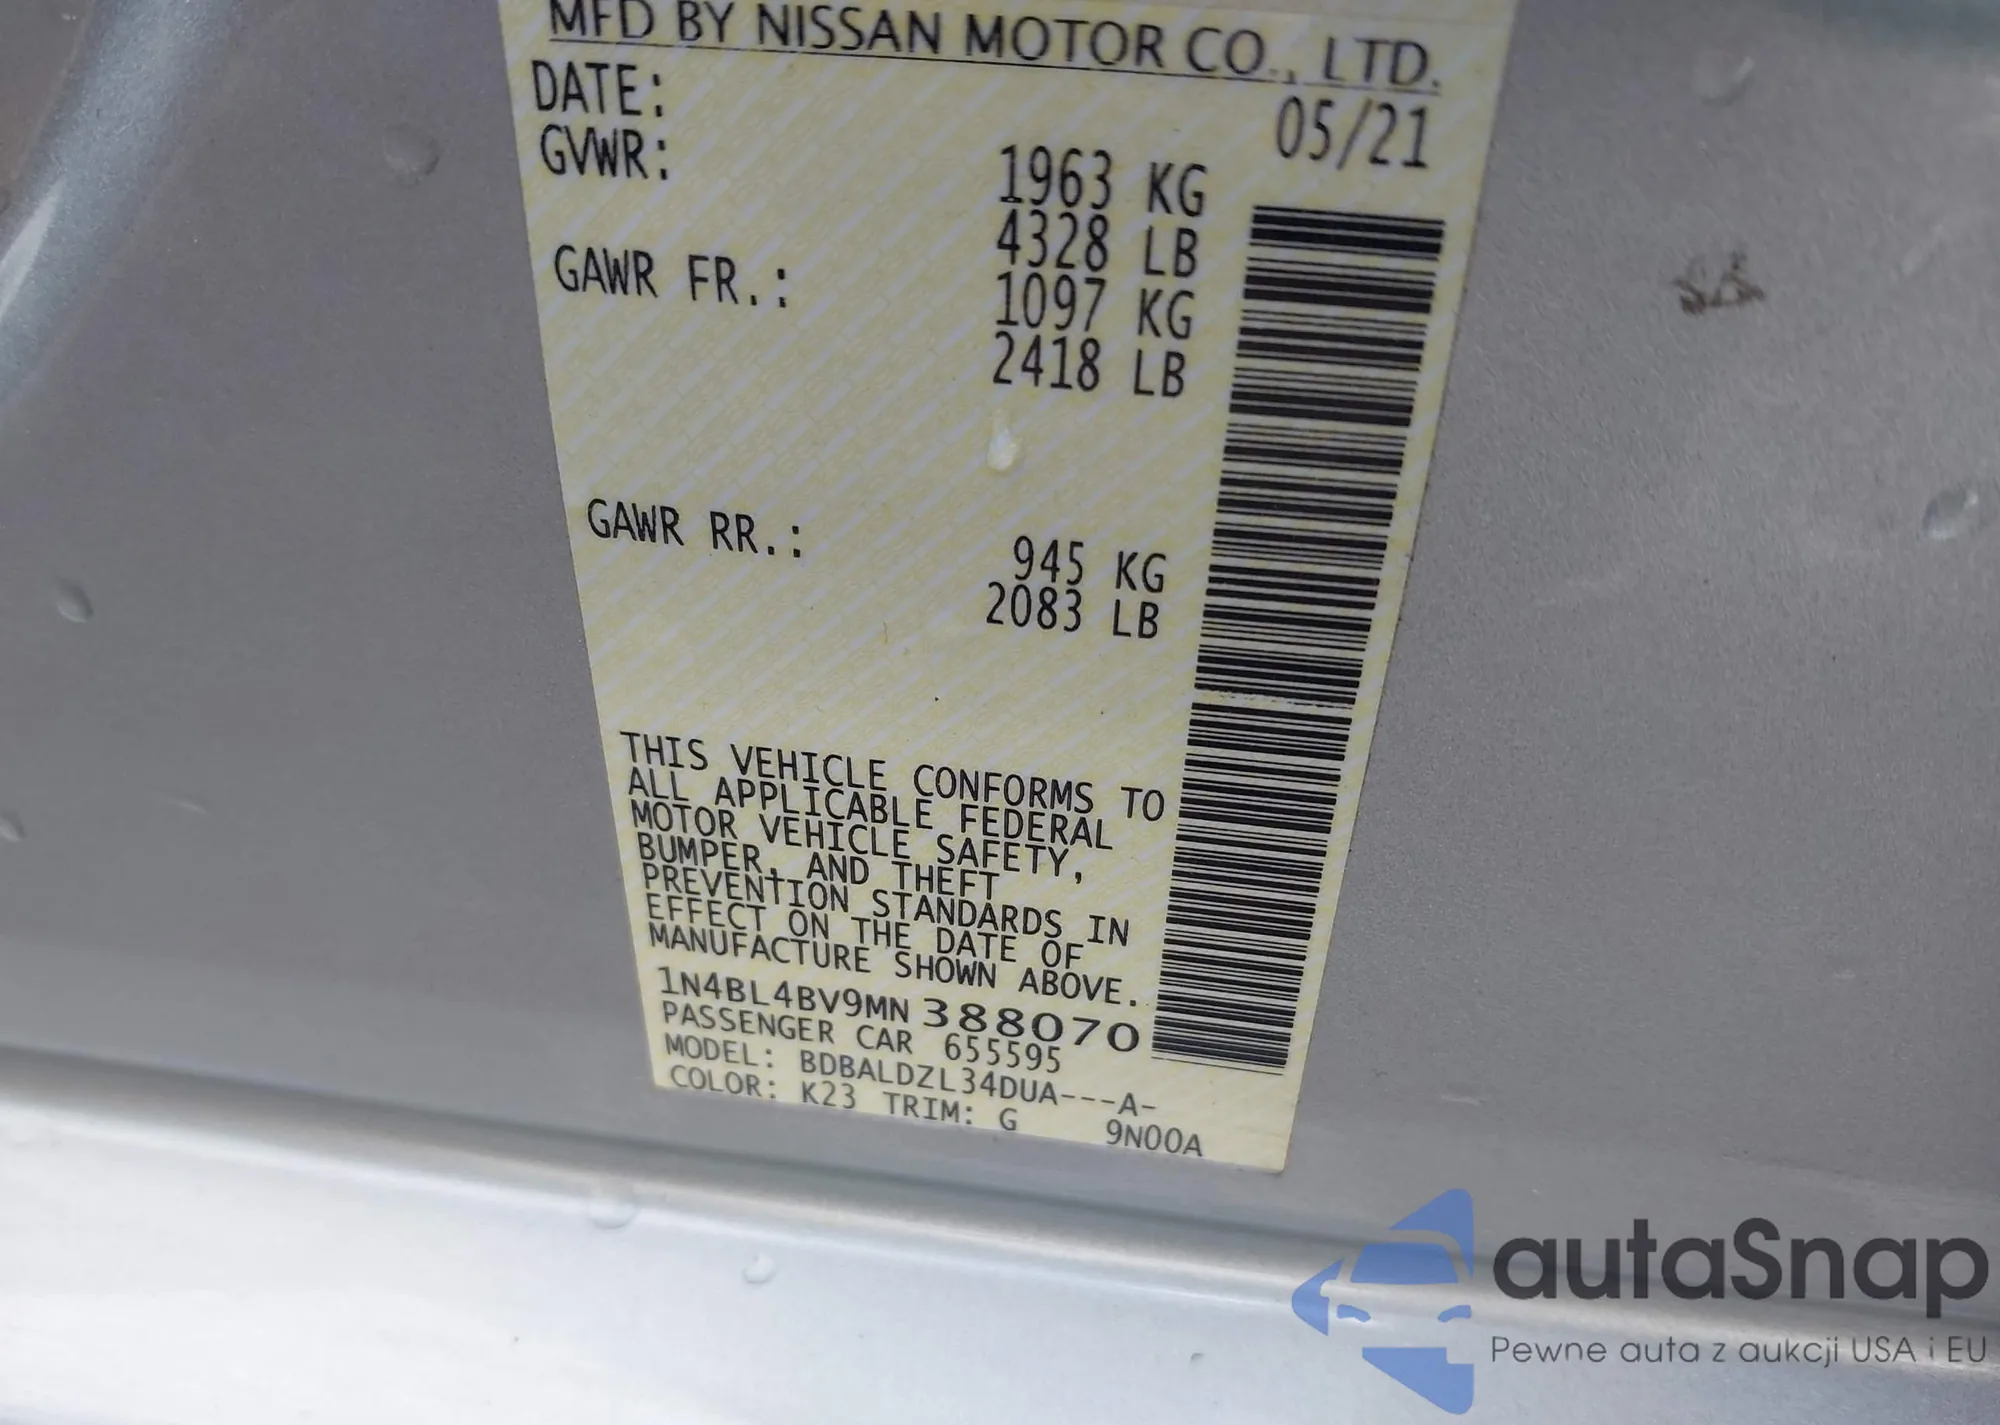 MFD BY NISSAN MOTOR CO., LTD.
DATE: 05/21
GVWR: 1963 KG
4328 LB
GAWR FR.: 1097 KG
2418 LB
GAWR RR.: 945 KG
2083 LB
THIS VEHICLE CONFORMS TO
ALL APPLICABLE FEDERAL
MOTOR VEHICLE SAFETY,
BUMPER, AND THEFT
PREVENTION STANDARDS IN
EFFECT ON THE DATE OF
MANUFACTURE SHOWN ABOVE.
1N4BL4BV9MN 388070
PASSENGER CAR 655595
MODEL: BDBALDZL34DUA---A-
COLOR: K23 TRIM: G 9N00A
autaSnap
Pewne auta z aukcji USA i EU